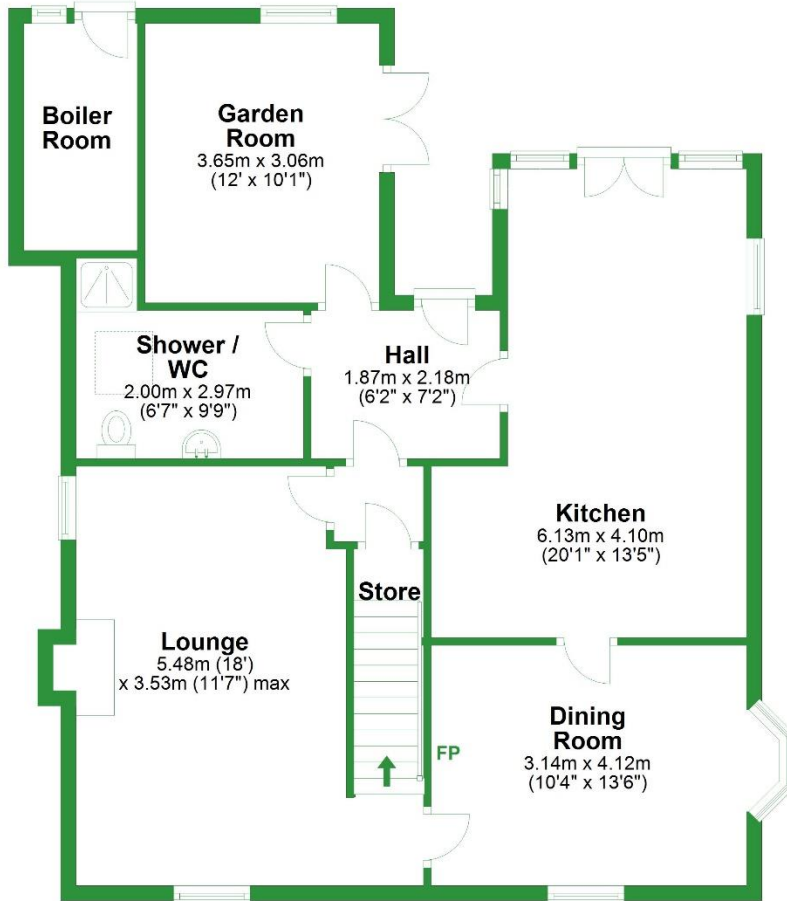 Boiler
Room
Garden
Room
3.65m x 3.06m
(12' x 10'1")
Shower /
WC
2.00m x 2.97m
(6'7" x 9'9")
Hall
1.87m x 2.18m
(6'2" x 7'2")
Kitchen
6.13m x 4.10m
(20'1" x 13'5")
Store
Lounge
5.48m (18')
x 3.53m (11'7") max
FP
Dining
Room
3.14m x 4.12m
(10'4" x 13'6")